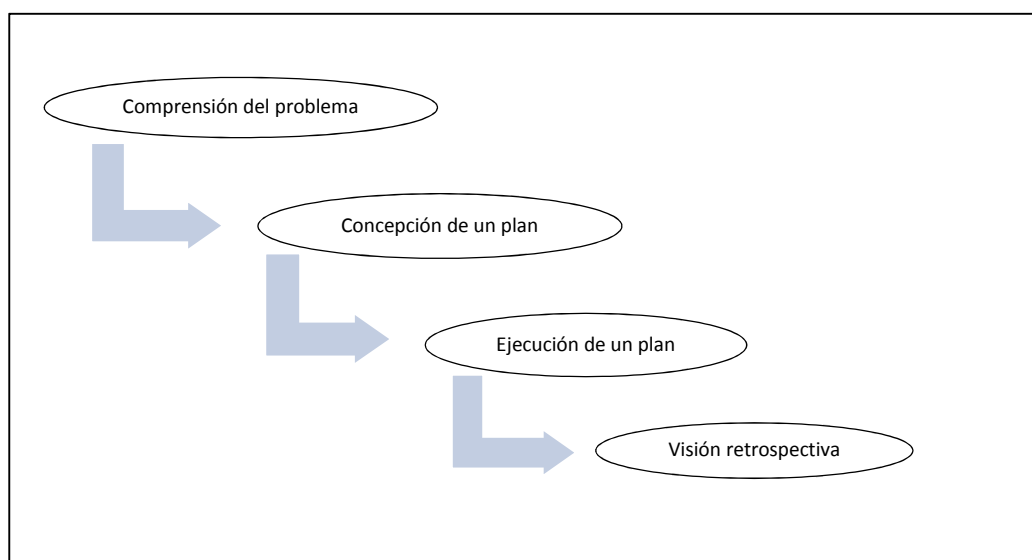 Comprensión del problema
Concepción de un plan
Ejecución de un plan
Visión retrospectiva